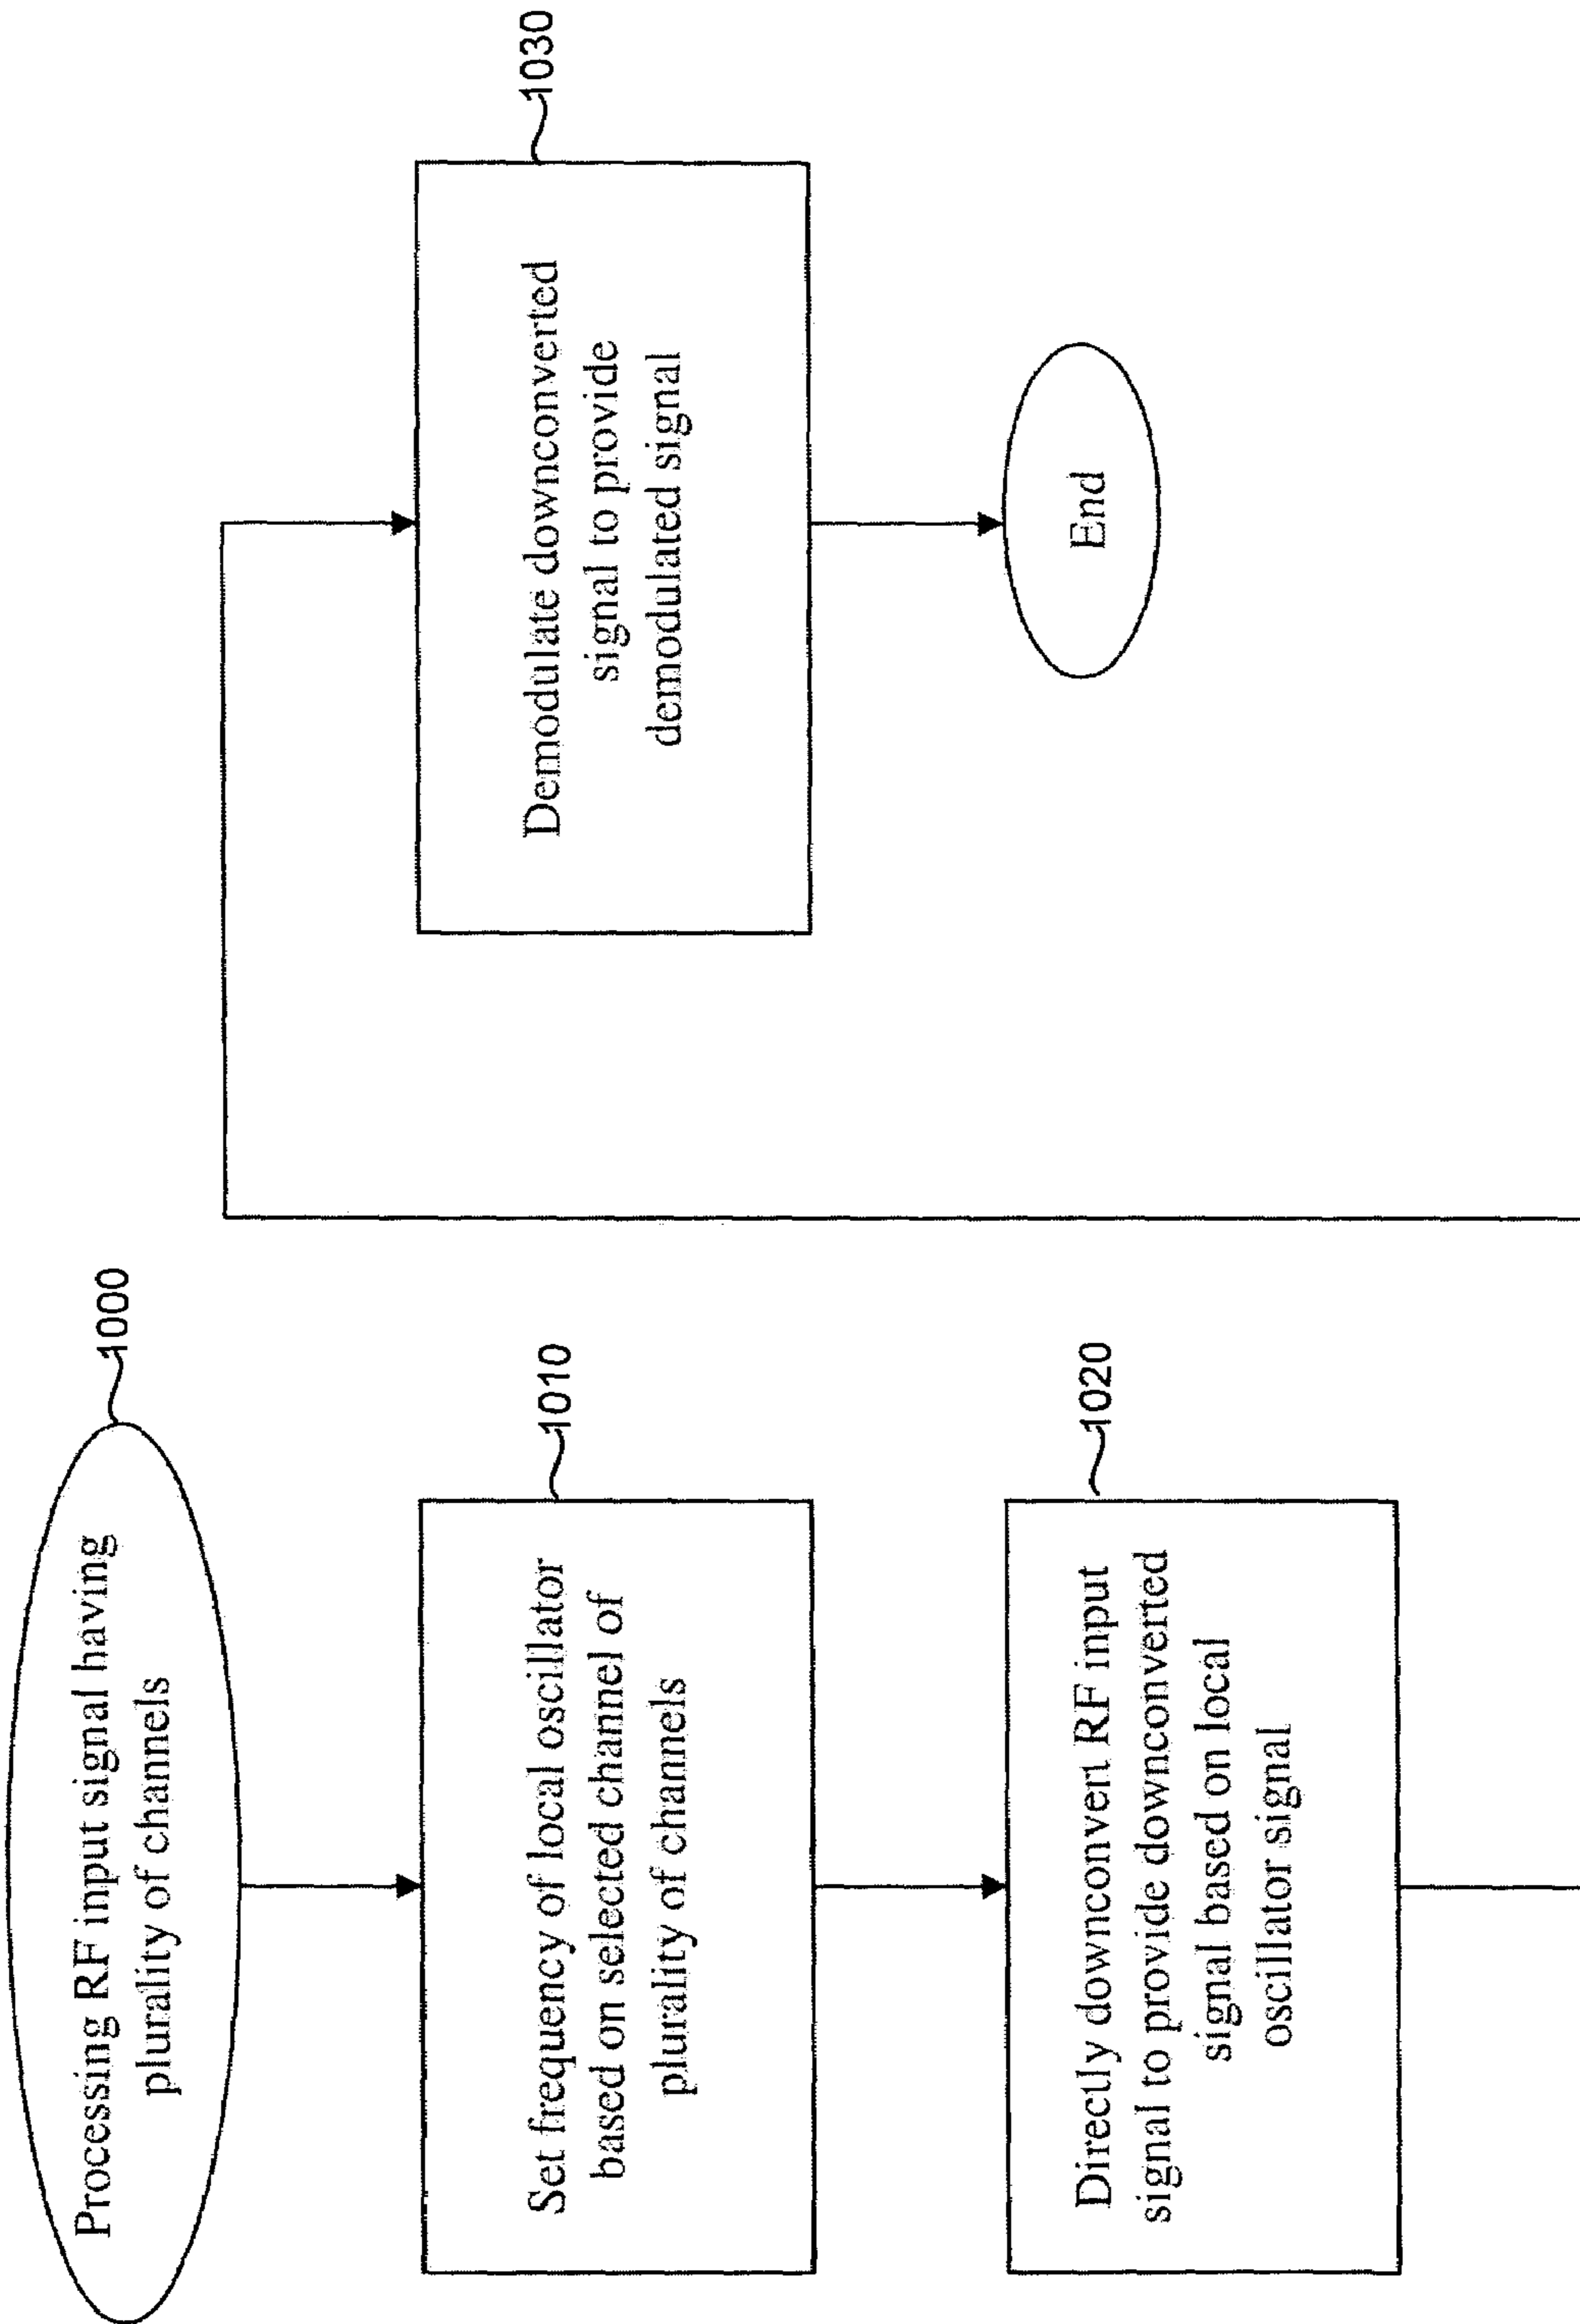 Processing RF input signal having
plurality of channels
1000
Set frequency of local oscillator
based on selected channel of
plurality of channels
1010
Directly downconvert RF input
signal to provide downconverted
signal based on local
oscillator signal
1020
Demodulate downconverted
signal to provide
demodulated signal
1030
End